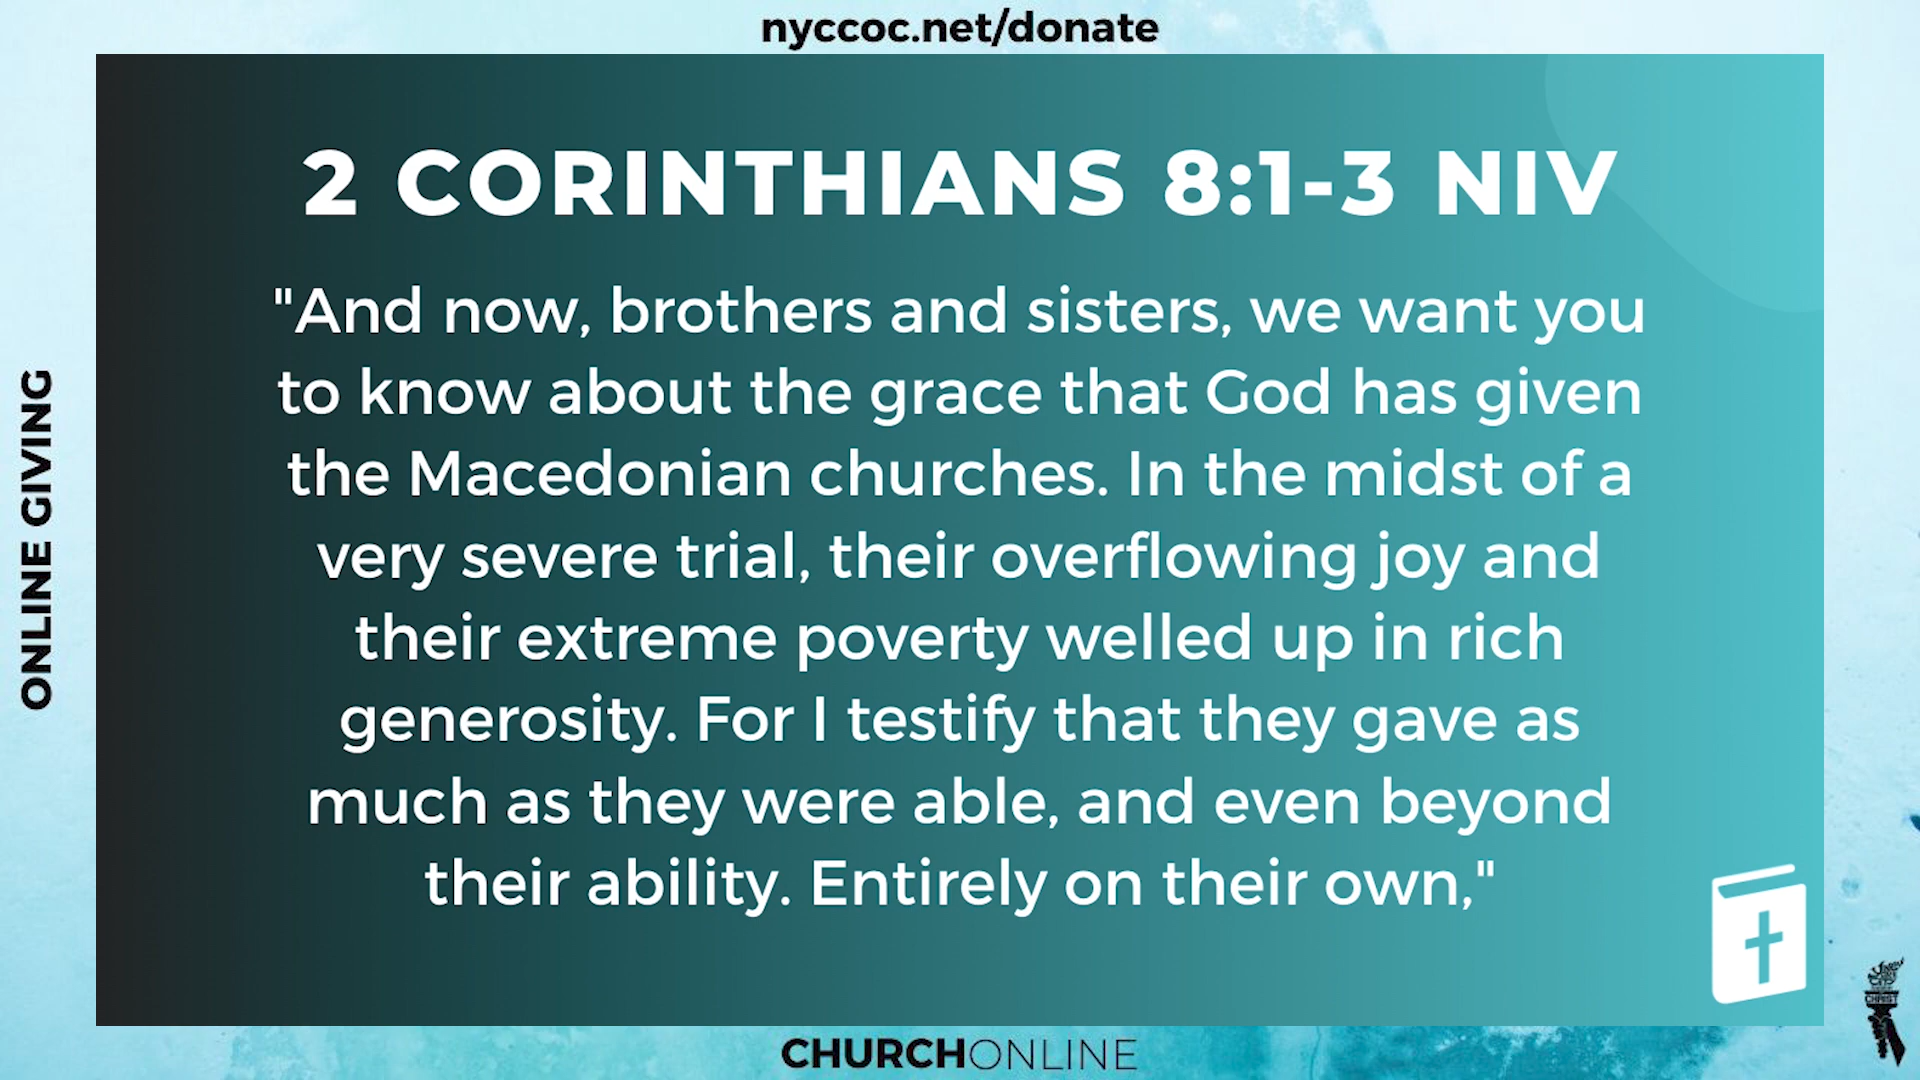 nyccoc.net/donate
2 CORINTHIANS 8:1-3 NIV
"And now, brothers and sisters, we want you
to know about the grace that God has given
the Macedonian churches. In the midst of a
very severe trial, their overflowing joy and
their extreme poverty welled up in rich
generosity. For I testify that they gave as
much as they were able, and even beyond
their ability. Entirely on their own,"
ONLINE GIVING
CHURCHONLINE
CHRIST